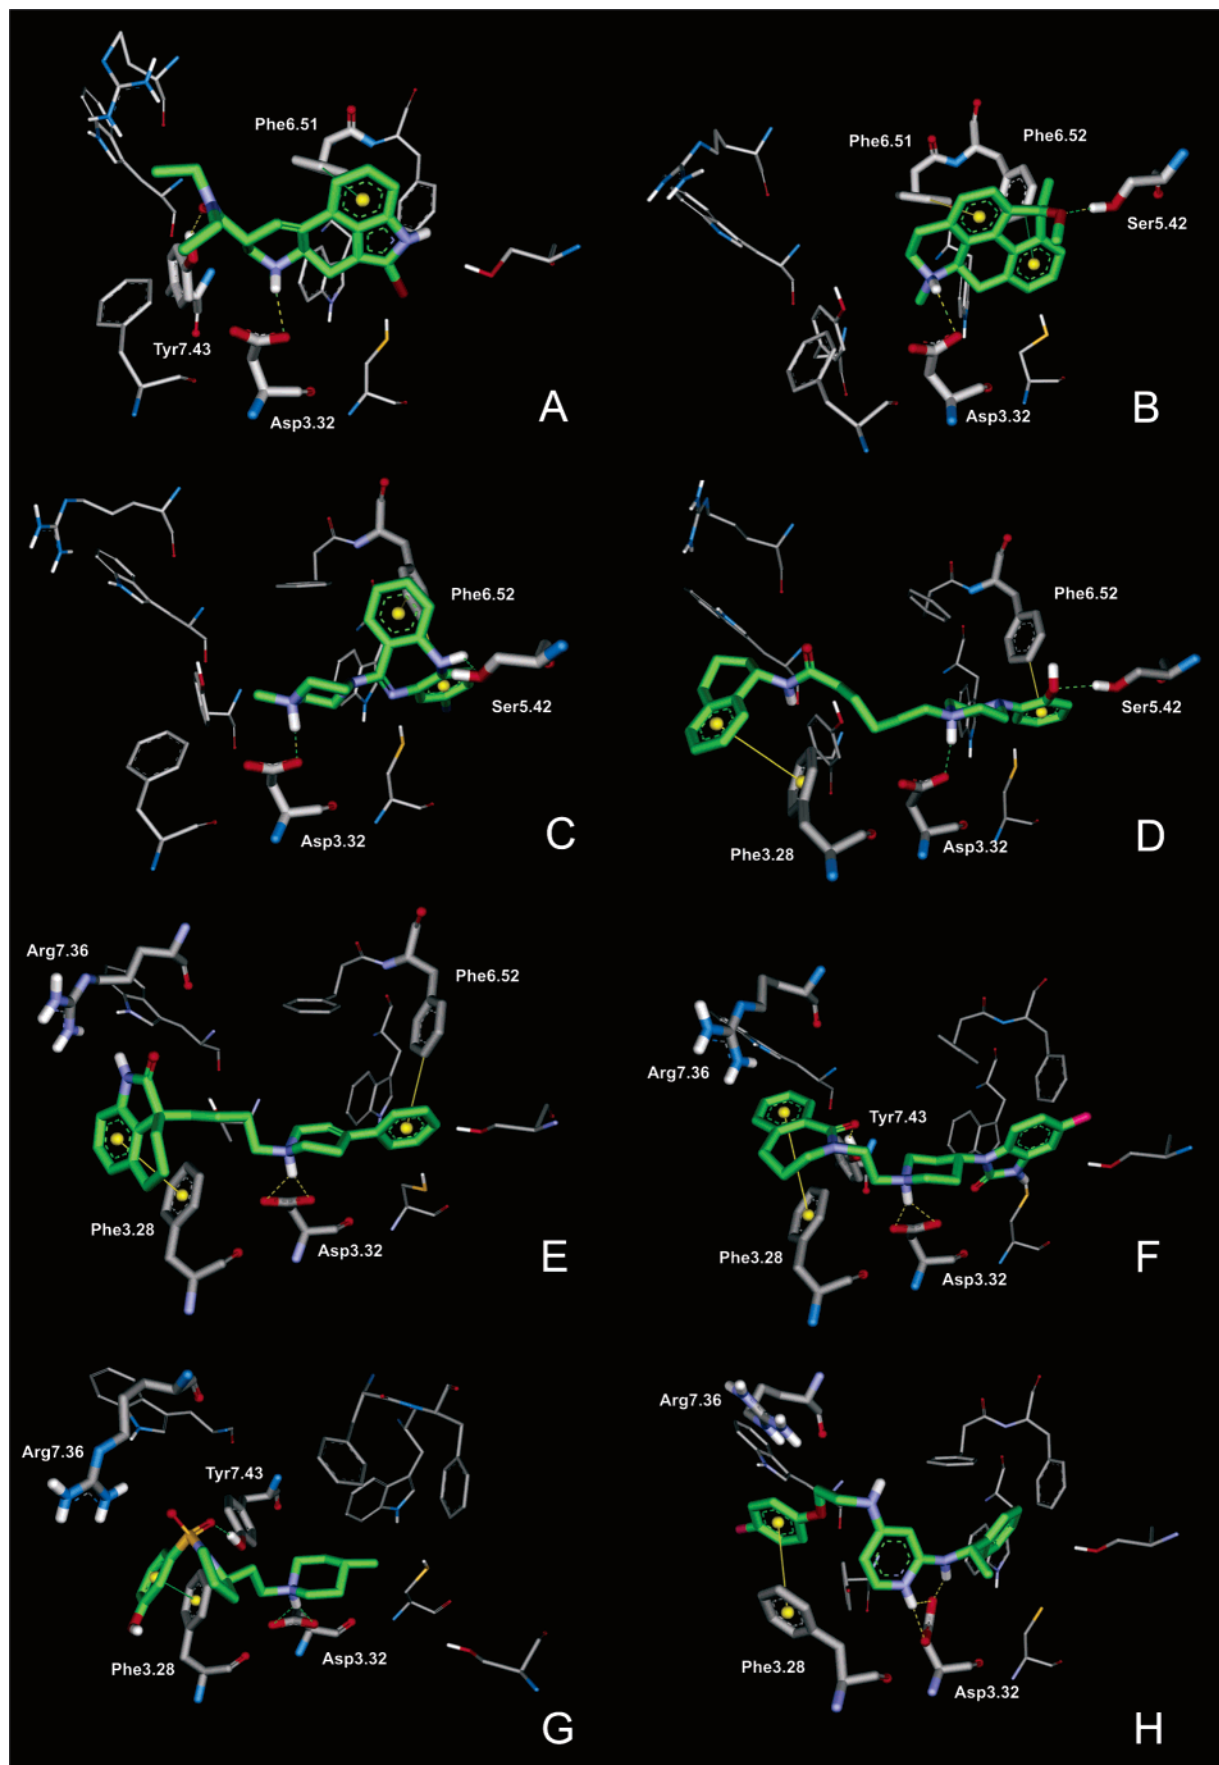 Phe6.51
Tyr7.43
Asp3.32
A
Phe6.51
Phe6.52
Ser5.42
Asp3.32
B
Phe6.52
Ser5.42
Asp3.32
C
Phe6.52
Ser5.42
Phe3.28
Asp3.32
D
Arg7.36
Phe6.52
Phe3.28
Asp3.32
E
Arg7.36
Tyr7.43
Phe3.28
Asp3.32
F
Arg7.36
Tyr7.43
Phe3.28
Asp3.32
G
Arg7.36
Phe3.28
Asp3.32
H